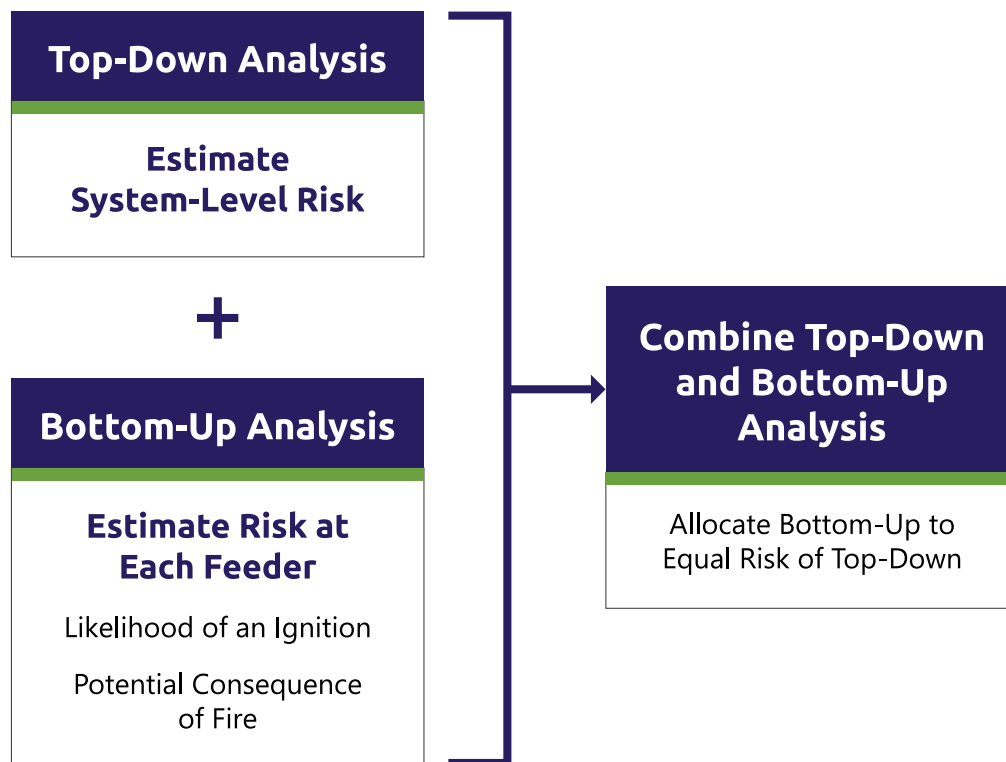 Top-Down Analysis
Estimate
System-Level Risk
+
Bottom-Up Analysis
Estimate Risk at
Each Feeder
Likelihood of an Ignition
Potential Consequence
of Fire
Combine Top-Down
and Bottom-Up
Analysis
Allocate Bottom-Up to
Equal Risk of Top-Down